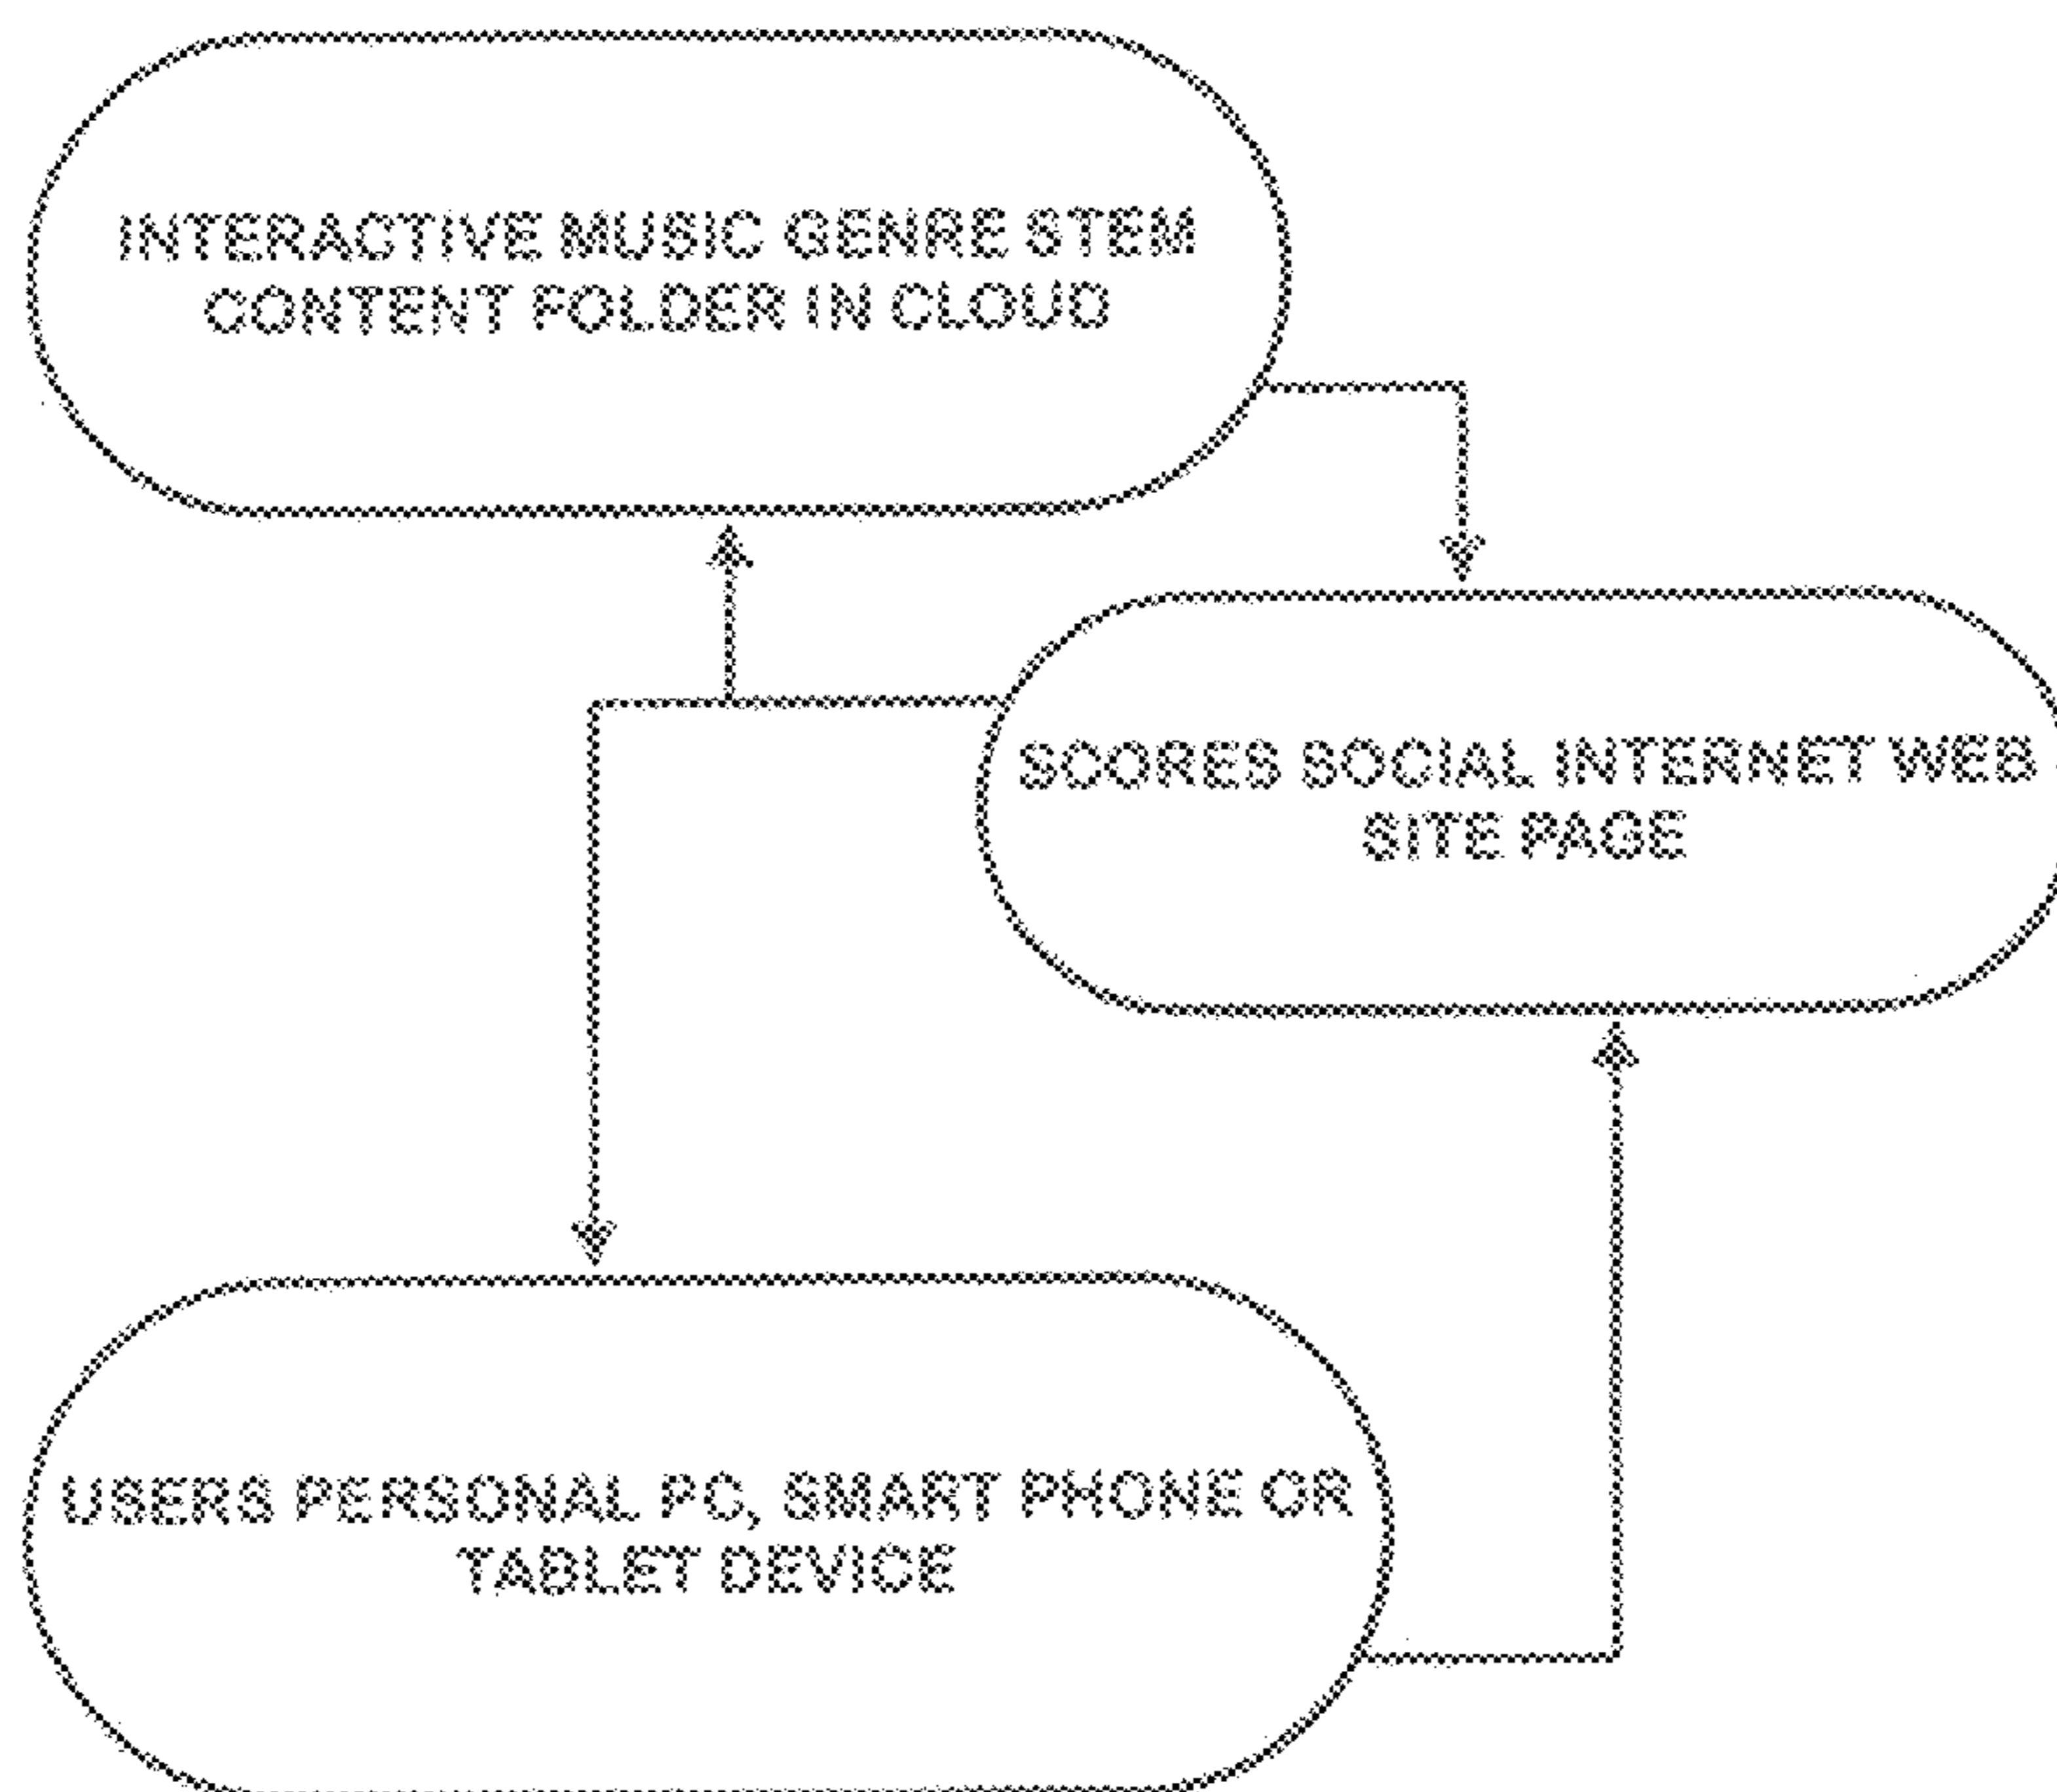 INTERACTIVE MUSIC GENRE STEM
CONTENT FOLDER IN CLOUD
SCORES SOCIAL INTERNET WEB
SITE PAGE
USERS PERSONAL PC, SMART PHONE OR
TABLET DEVICE